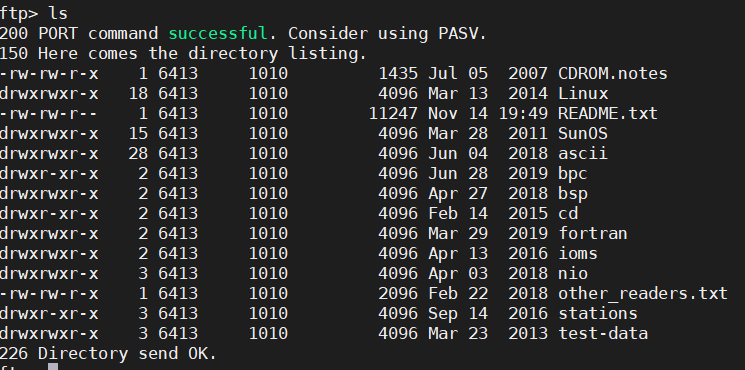 ftp> ls
200 PORT command successful. Consider using PASV.
150 Here comes the directory listing.
-rw-rw-r-x    1 6413     1010         1435 Jul 05  2007 CDROM.notes
drwxrwxr-x   18 6413     1010         4096 Mar 13  2014 Linux
-rw-rw-r--    1 6413     1010        11247 Nov 14 19:49 README.txt
drwxrwxr-x   15 6413     1010         4096 Mar 28  2011 SunOS
drwxrwxr-x   28 6413     1010         4096 Jun 04  2018 ascii
drwxr-xr-x    2 6413     1010         4096 Jun 28  2019 bpc
drwxrwxr-x    2 6413     1010         4096 Apr 27  2018 bsp
drwxr-xr-x    2 6413     1010         4096 Feb 14  2015 cd
drwxrwxr-x    2 6413     1010         4096 Mar 29  2019 fortran
drwxrwxr-x    2 6413     1010         4096 Apr 13  2016 ioms
drwxrwxr-x    3 6413     1010         4096 Apr 03  2018 nio
-rw-rw-r-x    1 6413     1010         2096 Feb 22  2018 other_readers.txt
drwxr-xr-x    3 6413     1010         4096 Sep 14  2016 stations
drwxrwxr-x    3 6413     1010         4096 Mar 23  2013 test-data
226 Directory send OK.